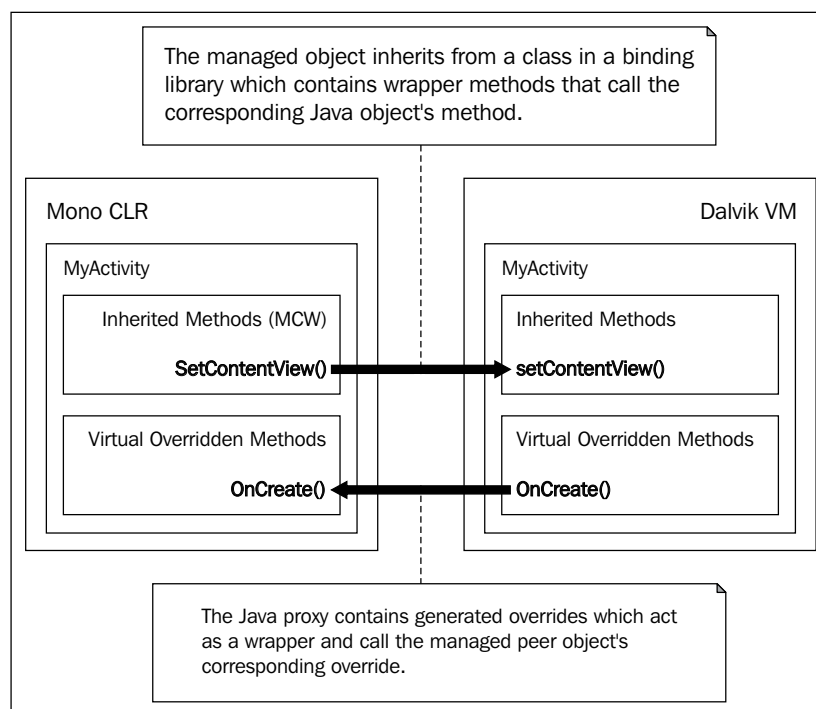 The managed object inherits from a class in a binding
library which contains wrapper methods that call the
corresponding Java object's method.
Mono CLR
MyActivity
Inherited Methods (MCW)
SetContentView()
Virtual Overridden Methods
OnCreate()
Dalvik VM
MyActivity
Inherited Methods
setContentView()
Virtual Overridden Methods
OnCreate()
The Java proxy contains generated overrides which act
as a wrapper and call the managed peer object's
corresponding override.